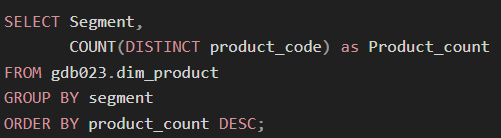 SELECT Segment,
       COUNT(DISTINCT product_code) as Product_count
FROM gdb023.dim_product
GROUP BY segment
ORDER BY product_count DESC;